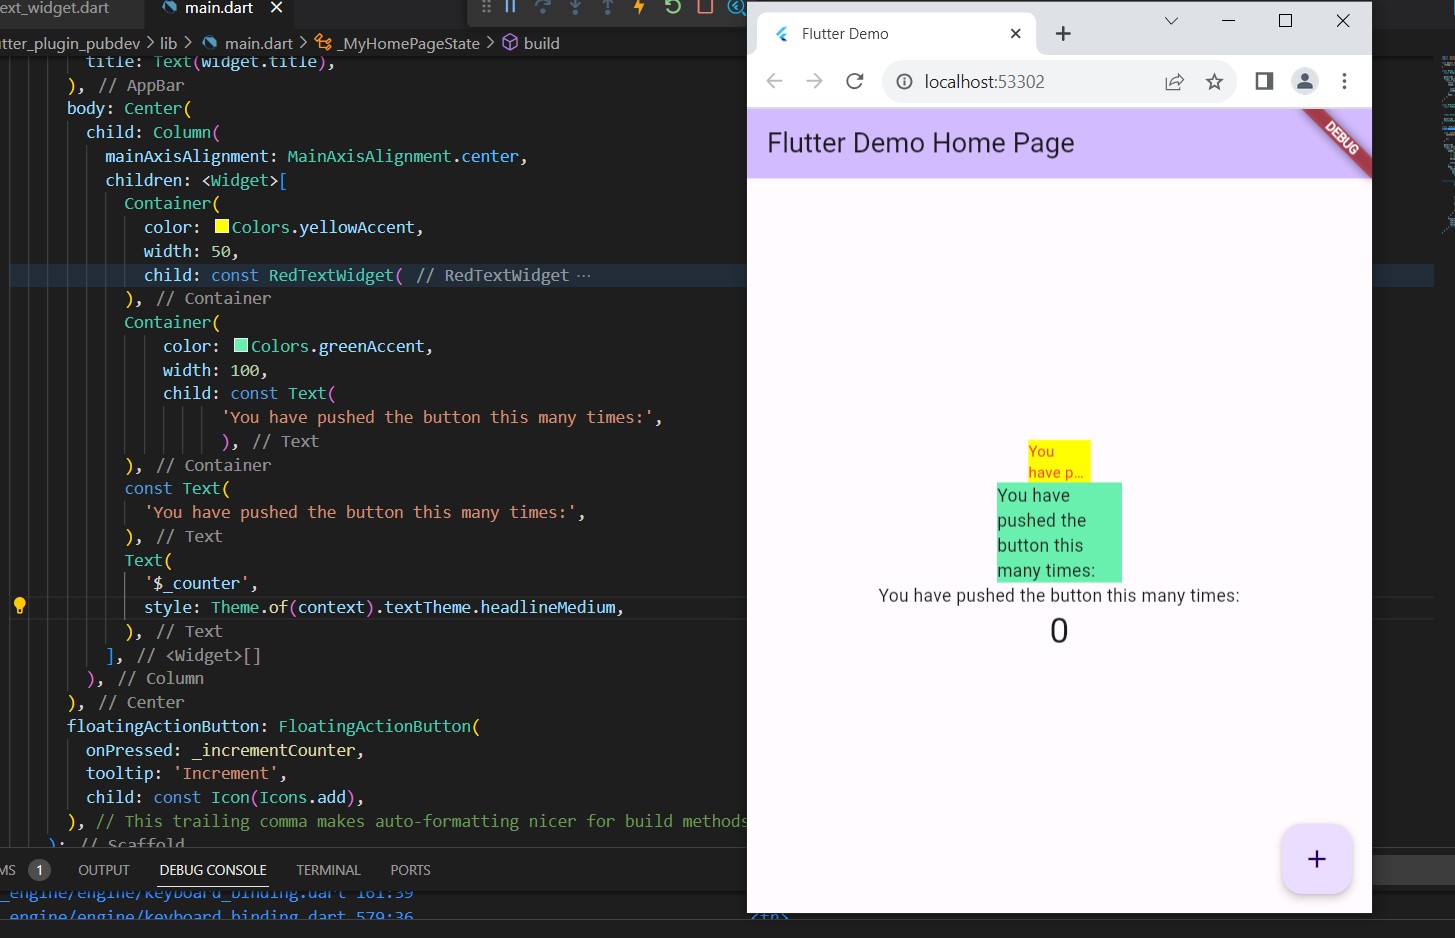 ext_widget.dart
main.dart
tter_plugin_pubdev > lib > main.dart > _MyHomePageState > build
title: Text(widget.title),
), // AppBar
body: Center(
child: Column(
mainAxisAlignment: MainAxisAlignment.center,
children: <Widget>[
Container(
color: Colors.yellowAccent,
width: 50,
child: const RedTextWidget( // RedTextWidget ···
), // Container
Container(
color: Colors.greenAccent,
width: 100,
child: const Text(
'You have pushed the button this many times:',
), // Text
), // Container
const Text(
'You have pushed the button this many times:',
), // Text
Text(
'$_counter',
style: Theme.of(context).textTheme.headlineMedium,
), // Text
], // <Widget>[]
), // Column
), // Center
floatingActionButton: FloatingActionButton(
onPressed: _incrementCounter,
tooltip: 'Increment',
child: const Icon(Icons.add),
), // This trailing comma makes auto-formatting nicer for build methods
); // Scaffold
MS 1 OUTPUT DEBUG CONSOLE TERMINAL PORTS
_engine/engine/keyboard_binding.dart 161:39
_engine/engine/keyboard_binding.dart 579:36
<fn>
Flutter Demo
localhost:53302
Flutter Demo Home Page
DEBUG
You
have p...
You have
pushed the
button this
many times:
You have pushed the button this many times:
0
+